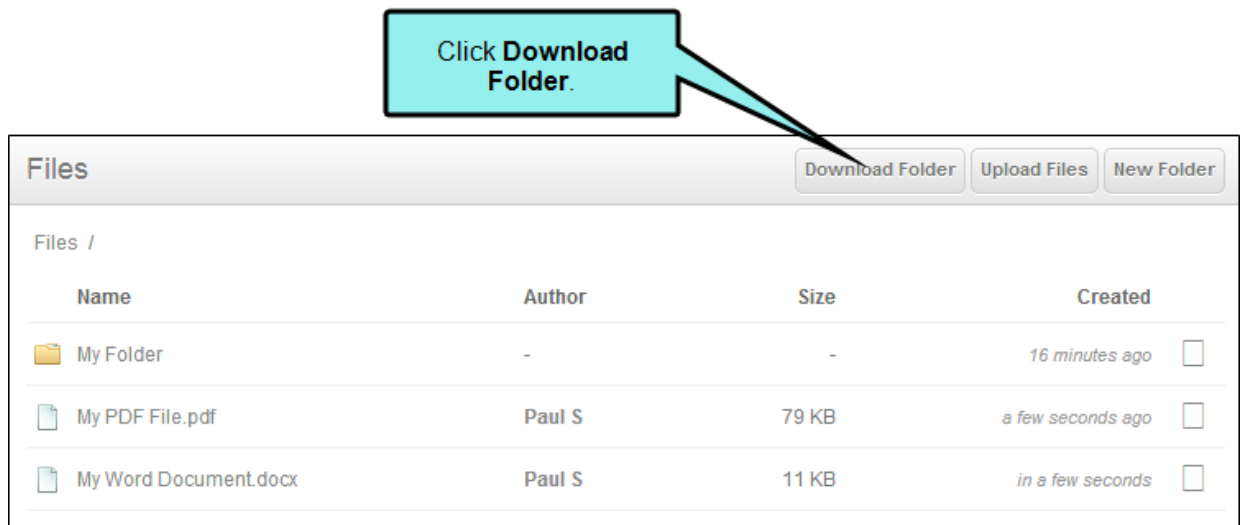 Click Download
Folder.
Files
Download Folder
Upload Files
New Folder
Files /
Name Author Size Created
My Folder - - 16 minutes ago
My PDF File.pdf Paul S 79 KB a few seconds ago
My Word Document.docx Paul S 11 KB in a few seconds